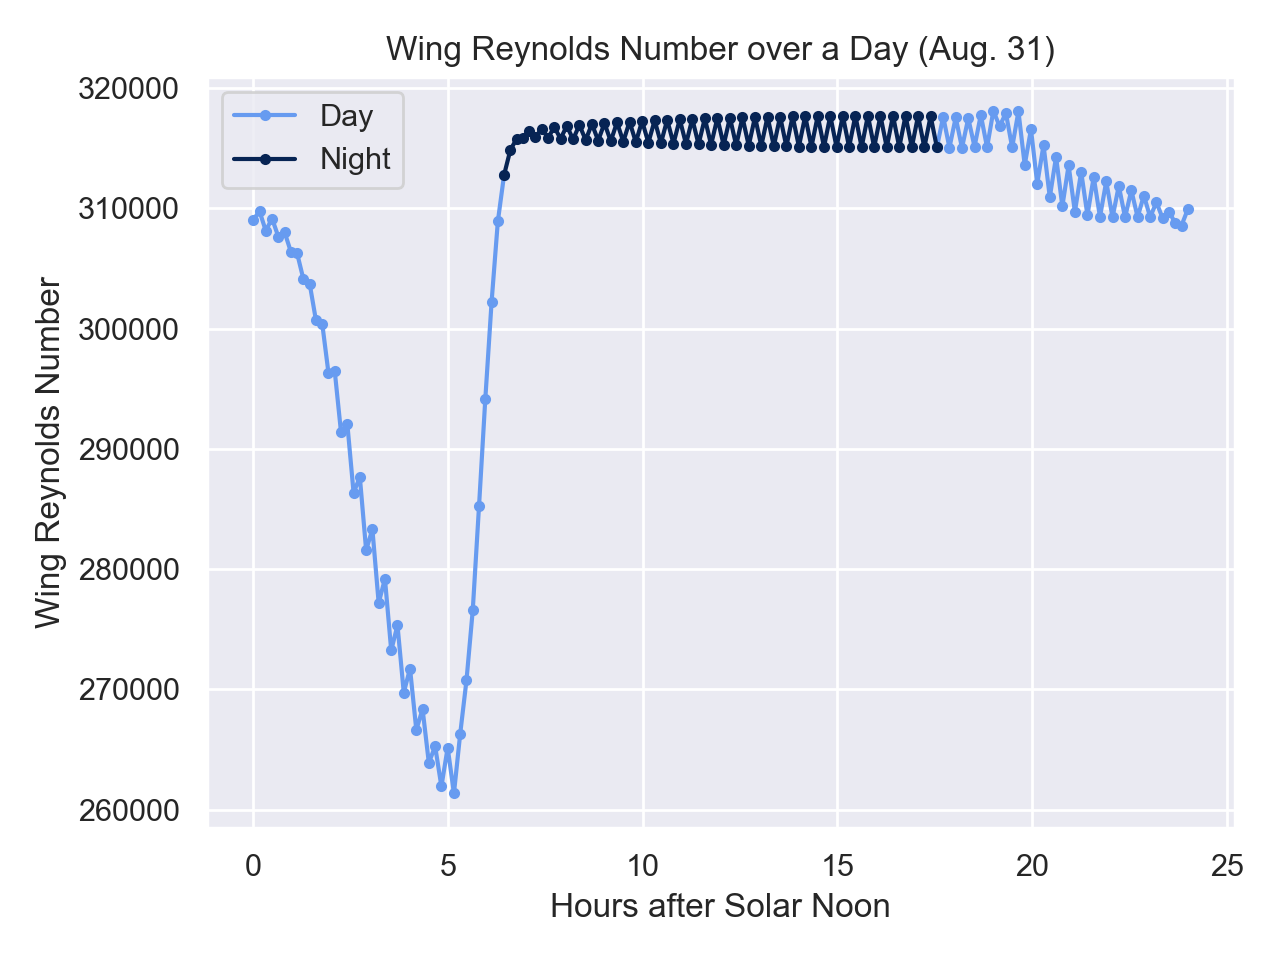 Wing Reynolds Number over a Day (Aug. 31)
320000
310000
300000
290000
280000
270000
260000
Wing Reynolds Number
Day
Night
0 5 10 15 20 25
Hours after Solar Noon